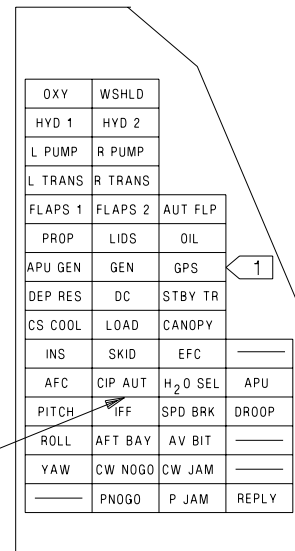 OXY WSHLD
HYD 1 HYD 2
L PUMP R PUMP
L TRANS R TRANS
FLAPS 1 FLAPS 2 AUT FLP
PROP LIDS OIL
APU GEN GEN GPS 1
DEP RES DC STBY TR
CS COOL LOAD CANOPY
INS SKID EFC
AFC CIP AUT H₂O SEL APU
PITCH IFF SPD BRK DROOP
ROLL AFT BAY AV BIT
YAW CW NOGO CW JAM
PNOGO P JAM REPLY